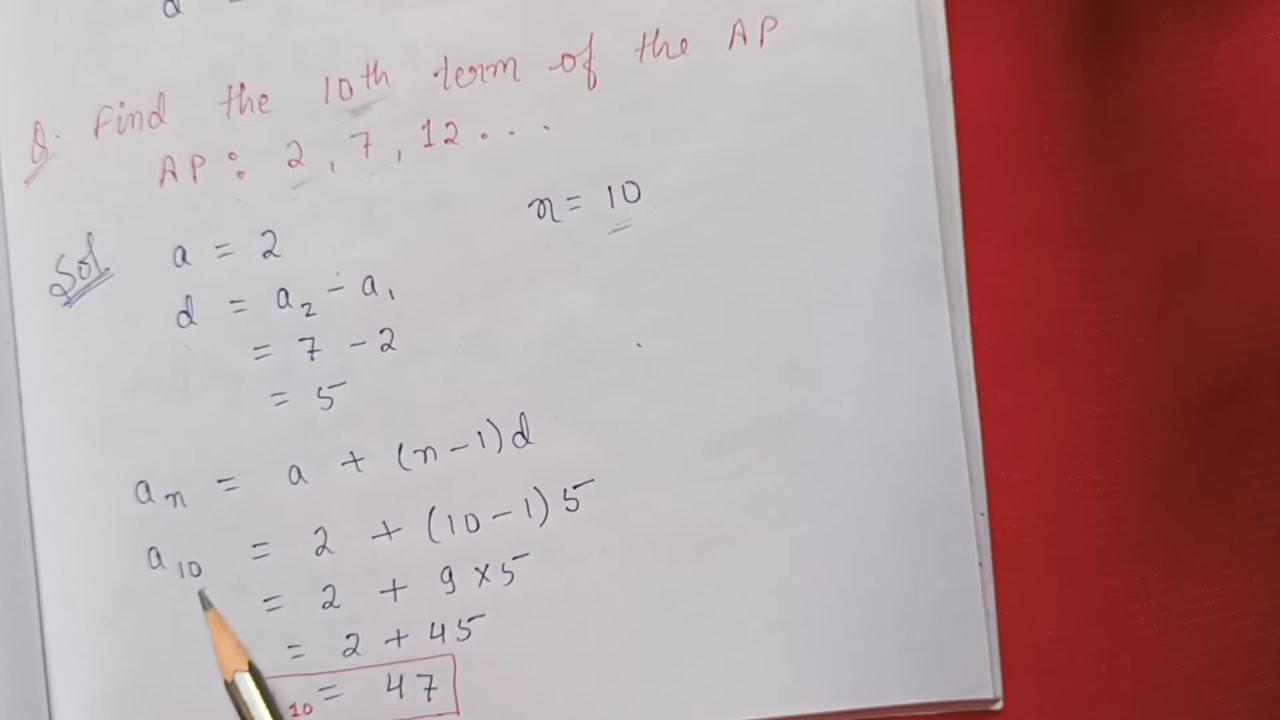 d
Q. Find the 10th term of the AP
AP : 2, 7, 12...
n = 10
Sol
a = 2
d = a₂ - a₁
= 7 - 2
= 5
aₙ = a + (n-1)d
a₁₀ = 2 + (10-1)5
= 2 + 9 x 5
= 2 + 45
10 = 47